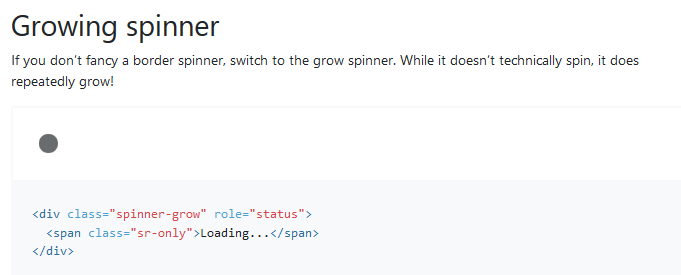 Growing spinner
If you don’t fancy a border spinner, switch to the grow spinner. While it doesn’t technically spin, it does
repeatedly grow!
<div class="spinner-grow" role="status">
  <span class="sr-only">Loading...</span>
</div>